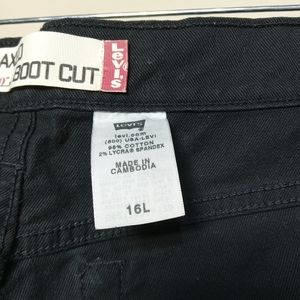 BOOT CUT
Levi's
Levi's
levi.com
(800) USA-LEVI
98% COTTON
2% LYCRA® SPANDEX
MADE IN
CAMBODIA
16L